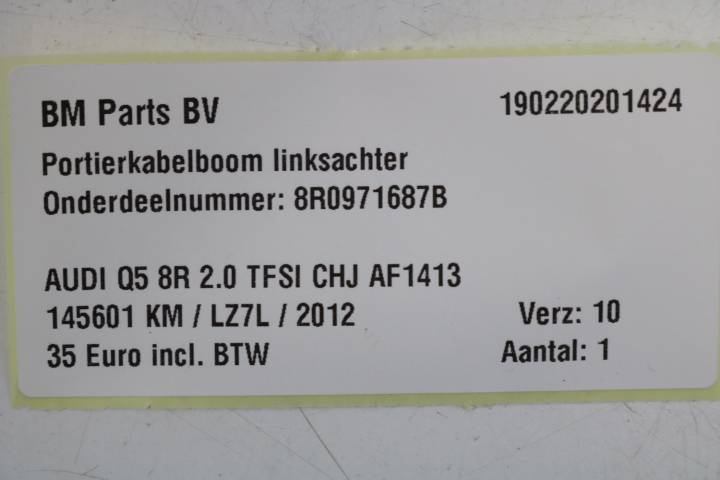 BM Parts BV 190220201424
Portierkabelboom linksachter
Onderdeelnummer: 8R0971687B
AUDI Q5 8R 2.0 TFSI CHJ AF1413
145601 KM / LZ7L / 2012 Verz: 10
35 Euro incl. BTW Aantal: 1